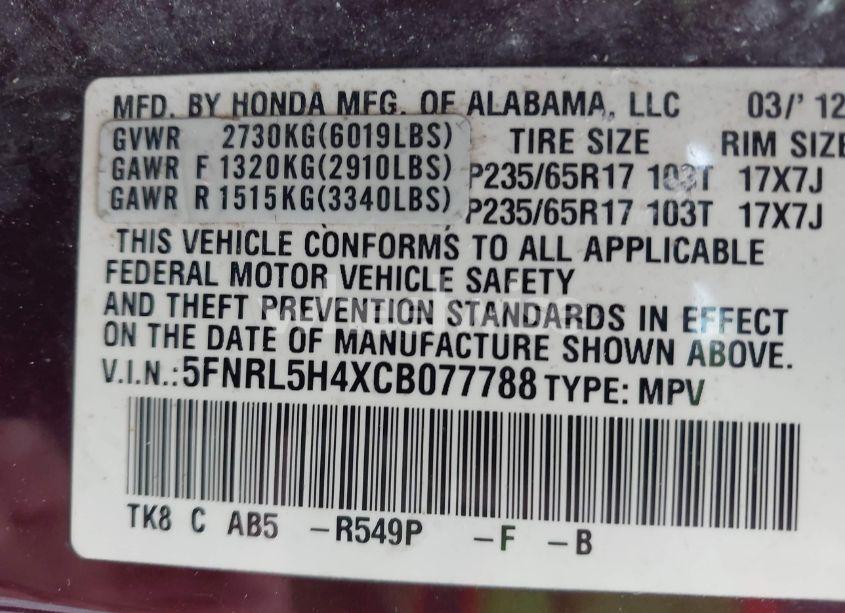 MFD. BY HONDA MFG. OF ALABAMA, LLC 03/' 12
GVWR 2730KG(6019LBS) TIRE SIZE RIM SIZE
GAWR F 1320KG(2910LBS) P235/65R17 103T 17X7J
GAWR R 1515KG(3340LBS) P235/65R17 103T 17X7J
THIS VEHICLE CONFORMS TO ALL APPLICABLE
FEDERAL MOTOR VEHICLE SAFETY
AND THEFT PREVENTION STANDARDS IN EFFECT
ON THE DATE OF MANUFACTURE SHOWN ABOVE.
V.I.N.: 5FNRL5H4XCB077788 TYPE: MPV
TK8 C AB5 -R549P -F -B